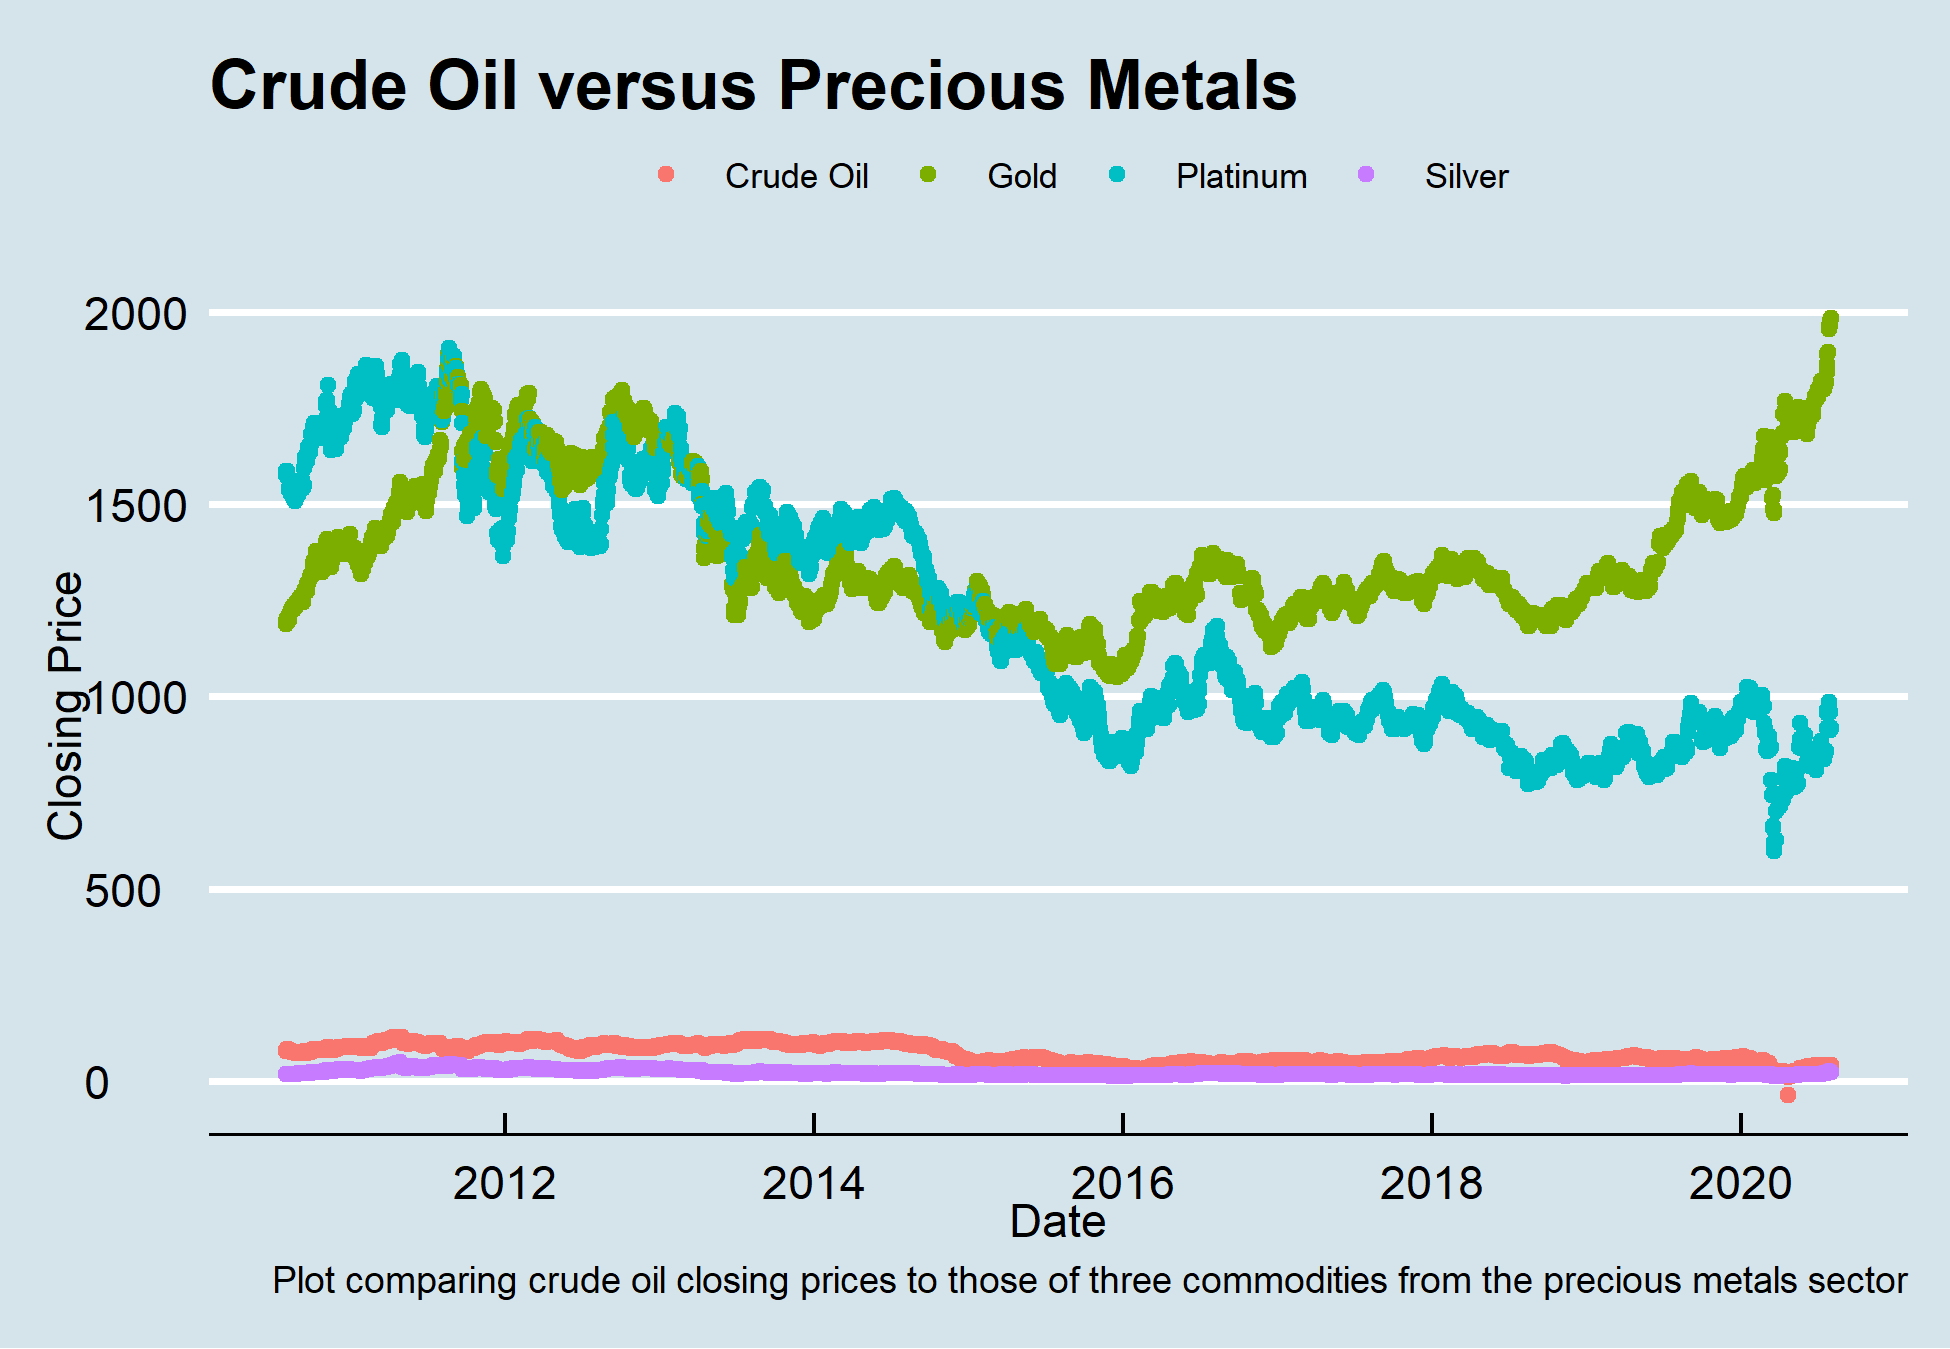 Crude Oil versus Precious Metals
Crude Oil Gold Platinum Silver
2000
1500
1000
500
0
Closing Price
2012 2014 2016 2018 2020
Date
Plot comparing crude oil closing prices to those of three commodities from the precious metals sector